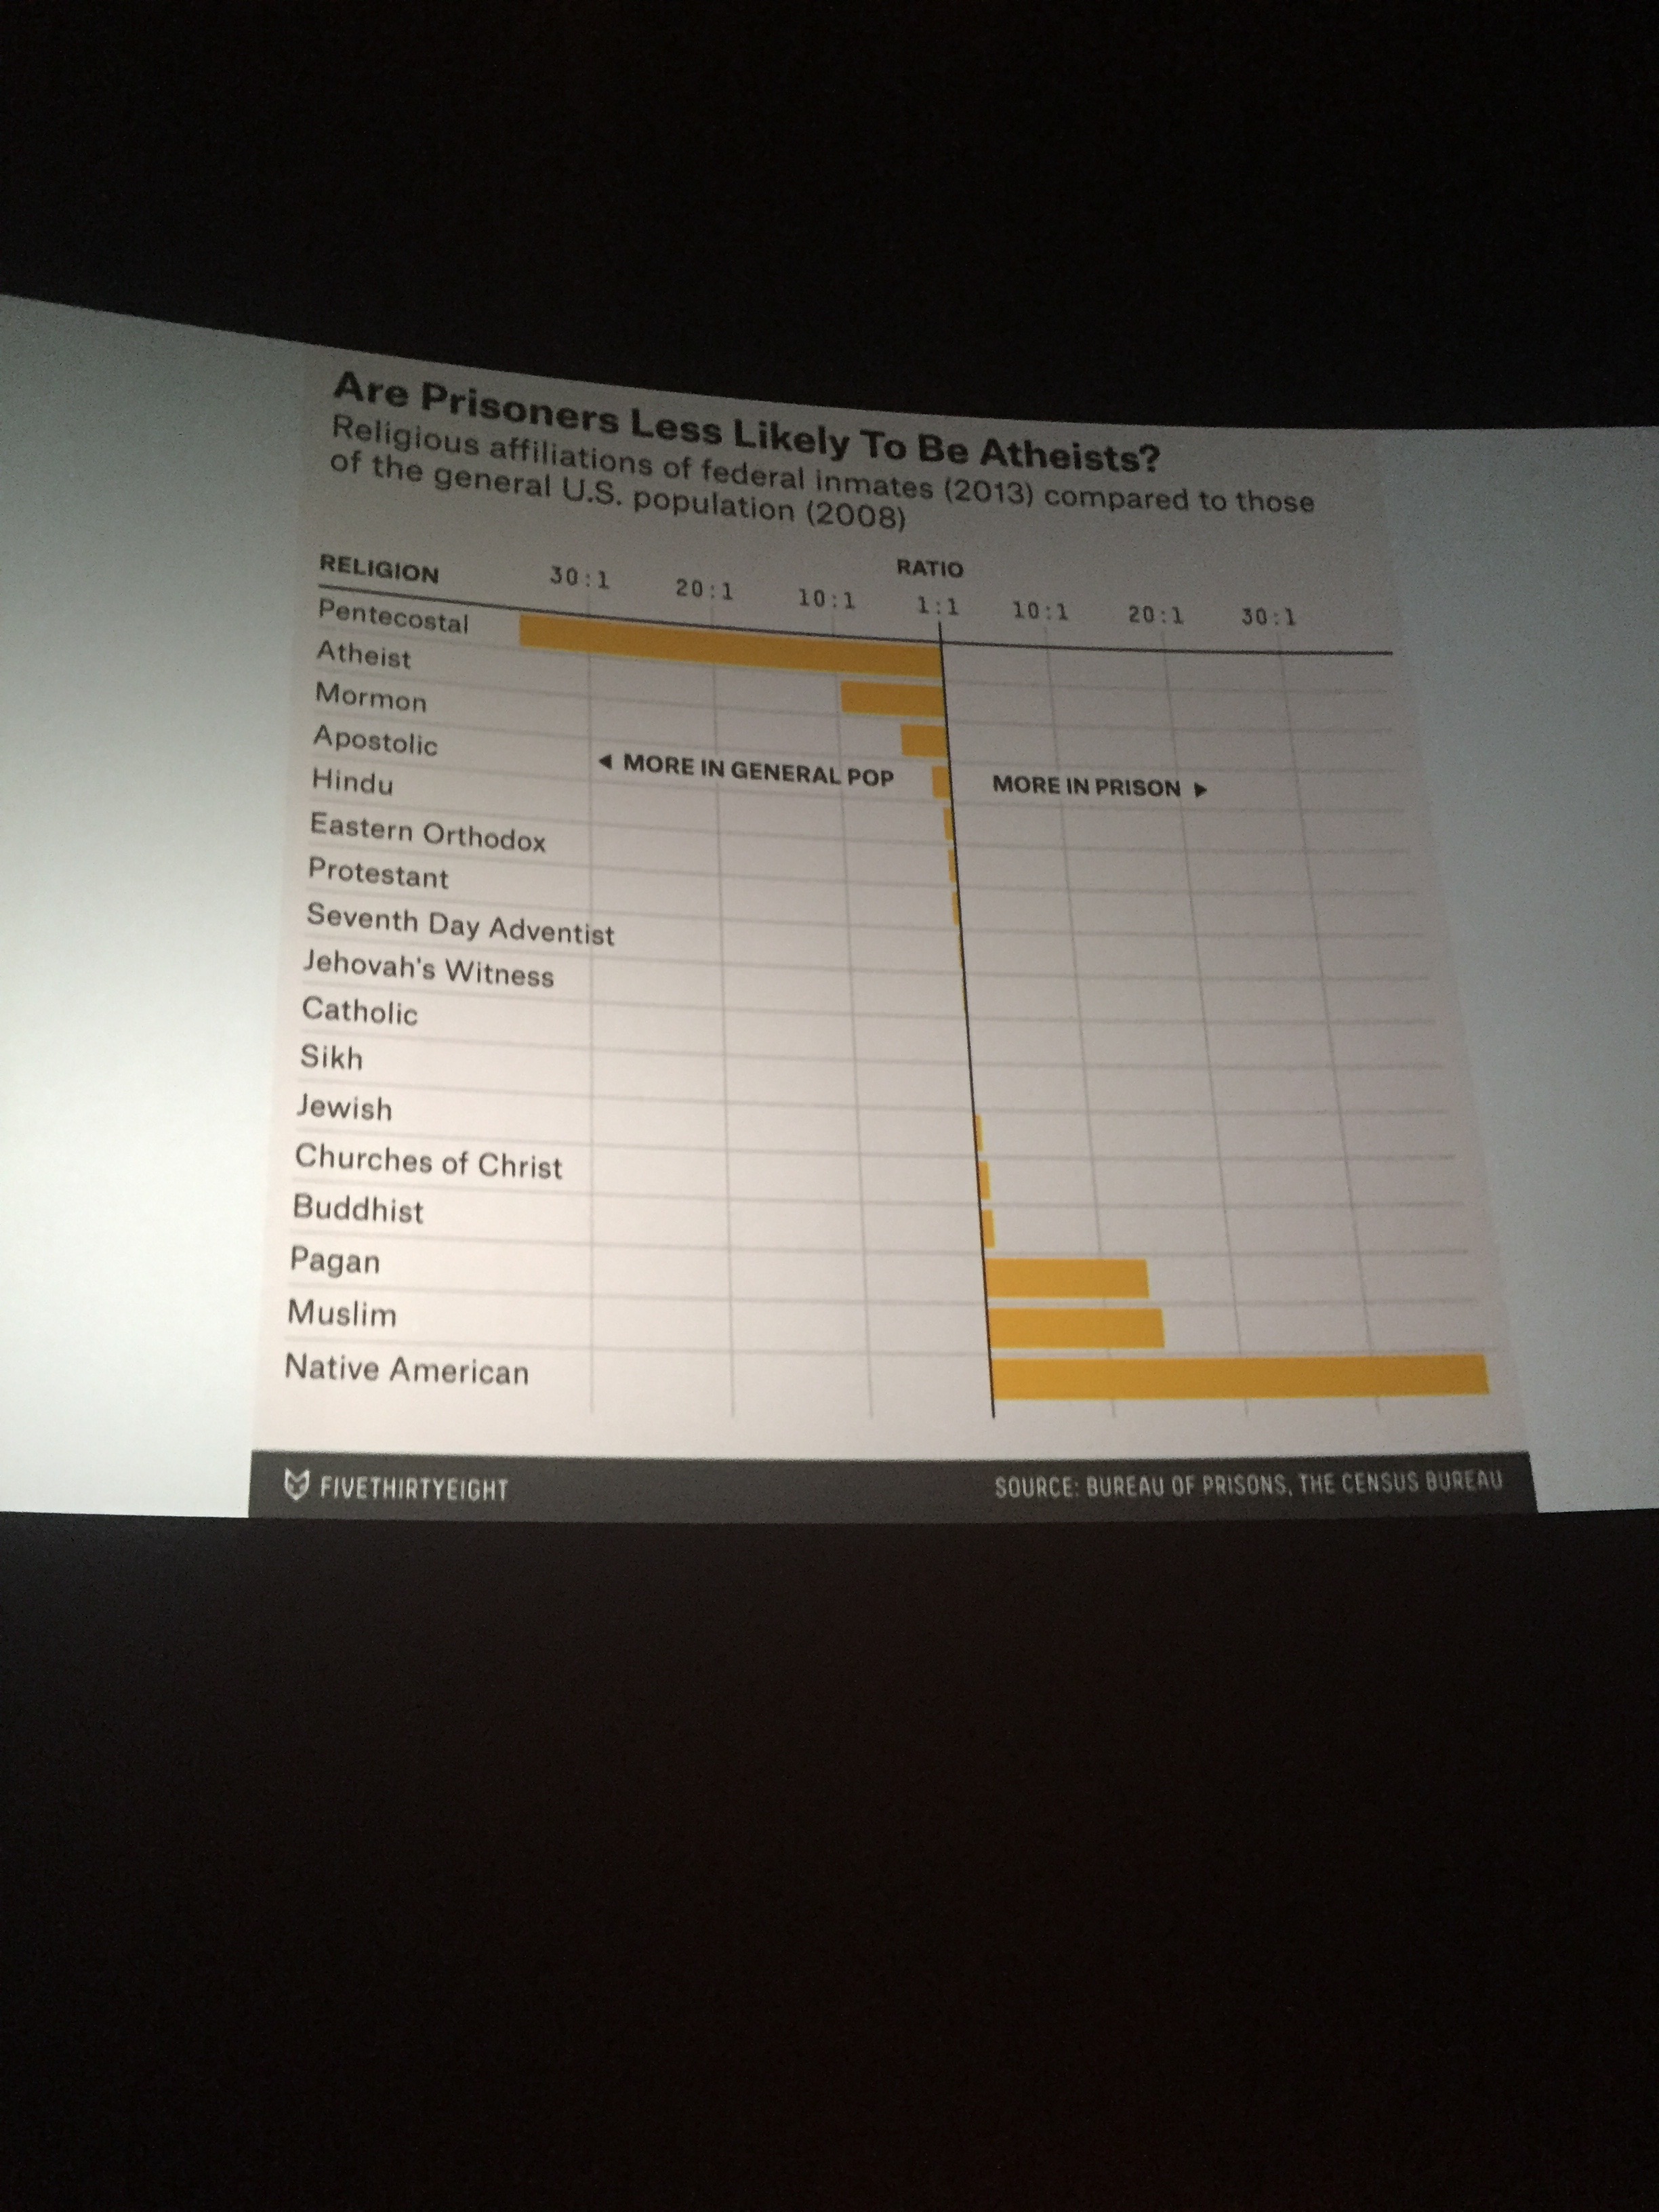 Are Prisoners Less Likely To Be Atheists?
Religious affiliations of federal inmates (2013) compared to those
of the general U.S. population (2008)
RELIGION
RATIO
30:1 20:1 10:1 1:1 10:1 20:1 30:1
Pentecostal
Atheist
Mormon
Apostolic
◀ MORE IN GENERAL POP
MORE IN PRISON ▶
Hindu
Eastern Orthodox
Protestant
Seventh Day Adventist
Jehovah's Witness
Catholic
Sikh
Jewish
Churches of Christ
Buddhist
Pagan
Muslim
Native American
FIVETHIRTYEIGHT
SOURCE: BUREAU OF PRISONS, THE CENSUS BUREAU